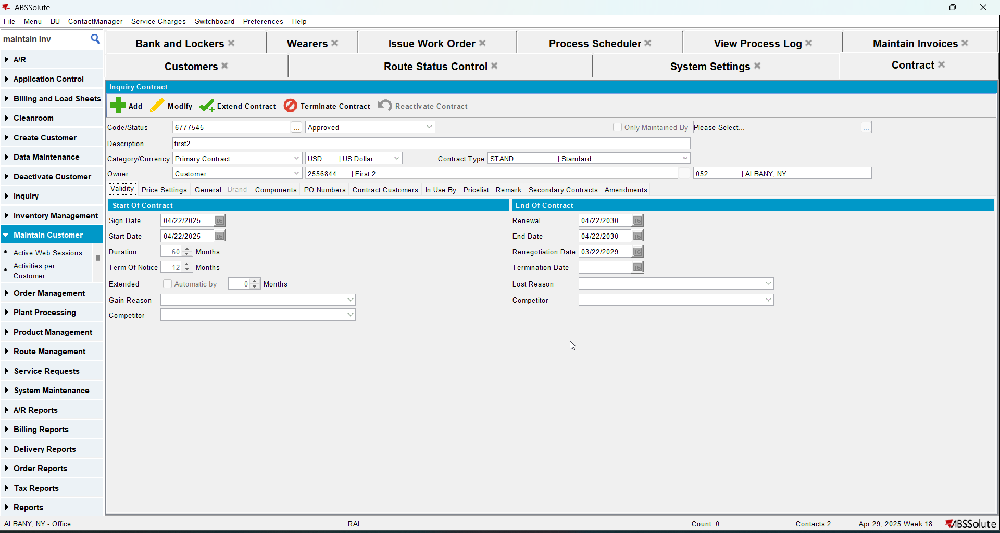 ABSSolute
File Menu BU ContactManager Service Charges Switchboard Preferences Help
maintain inv
Bank and Lockers Wearers Issue Work Order Process Scheduler View Process Log Maintain Invoices
Customers Route Status Control System Settings Contract
A/R
Application Control
Billing and Load Sheets
Cleanroom
Create Customer
Data Maintenance
Deactivate Customer
Inquiry
Inventory Management
Maintain Customer
Active Web Sessions
Activities per
Customer
Order Management
Plant Processing
Product Management
Route Management
Service Requests
System Maintenance
A/R Reports
Billing Reports
Delivery Reports
Order Reports
Tax Reports
Reports
Inquiry Contract
Add Modify Extend Contract Terminate Contract Reactivate Contract
Code/Status 6777545 ... Approved Only Maintained By Please Select... ...
Description first2
Category/Currency Primary Contract USD | US Dollar Contract Type STAND | Standard
Owner Customer 2556844 | First 2 ... 052 | ALBANY, NY
Validity Price Settings General Brand Components PO Numbers Contract Customers In Use By Pricelist Remark Secondary Contracts Amendments
Start Of Contract
Sign Date 04/22/2025 16
Start Date 04/22/2025 16
Duration 60 Months
Term Of Notice 12 Months
Extended Automatic by 0 Months
Gain Reason
Competitor
End Of Contract
Renewal 04/22/2030 16
End Date 04/22/2030 16
Renegotiation Date 03/22/2029 16
Termination Date 16
Lost Reason
Competitor
ALBANY, NY - Office RAL Count: 0 Contacts 2 Apr 29, 2025 Week 18 ABSSolute